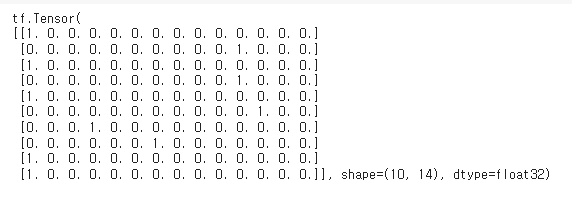 tf.Tensor(
[[1. 0. 0. 0. 0. 0. 0. 0. 0. 0. 0. 0. 0. 0.]
[0. 0. 0. 0. 0. 0. 0. 0. 0. 0. 1. 0. 0. 0.]
[1. 0. 0. 0. 0. 0. 0. 0. 0. 0. 0. 0. 0. 0.]
[0. 0. 0. 0. 0. 0. 0. 0. 0. 0. 1. 0. 0. 0.]
[1. 0. 0. 0. 0. 0. 0. 0. 0. 0. 0. 0. 0. 0.]
[0. 0. 0. 0. 0. 0. 0. 0. 0. 0. 0. 1. 0. 0.]
[0. 0. 0. 1. 0. 0. 0. 0. 0. 0. 0. 0. 0. 0.]
[0. 0. 0. 0. 0. 0. 1. 0. 0. 0. 0. 0. 0. 0.]
[1. 0. 0. 0. 0. 0. 0. 0. 0. 0. 0. 0. 0. 0.]
[1. 0. 0. 0. 0. 0. 0. 0. 0. 0. 0. 0. 0. 0.]], shape=(10, 14), dtype=float32)